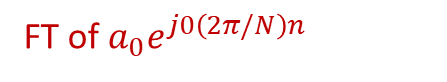 FT of a₀e^{j0(2π/N)n}